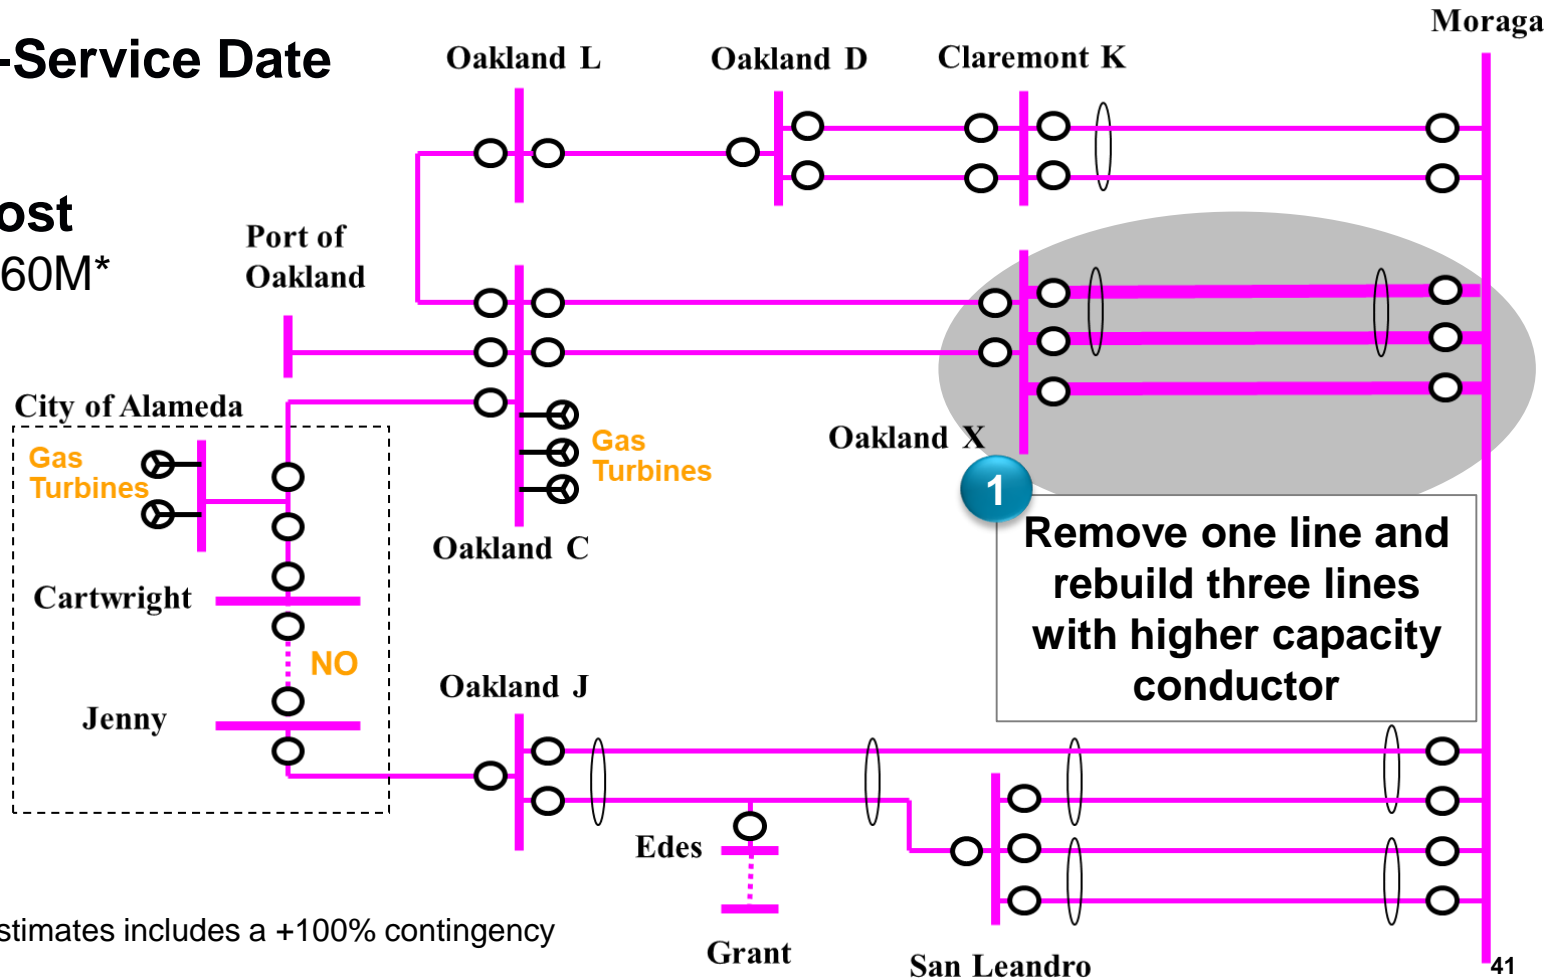 -Service Date
ost
60M*
Moraga
Oakland L
Oakland D
Claremont K
Port of
Oakland
City of Alameda
Gas
Turbines
Gas
Turbines
Oakland X
Oakland C
1
Remove one line and
rebuild three lines
with higher capacity
conductor
Cartwright
NO
Jenny
Oakland J
Edes
Grant
San Leandro
stimates includes a +100% contingency
41